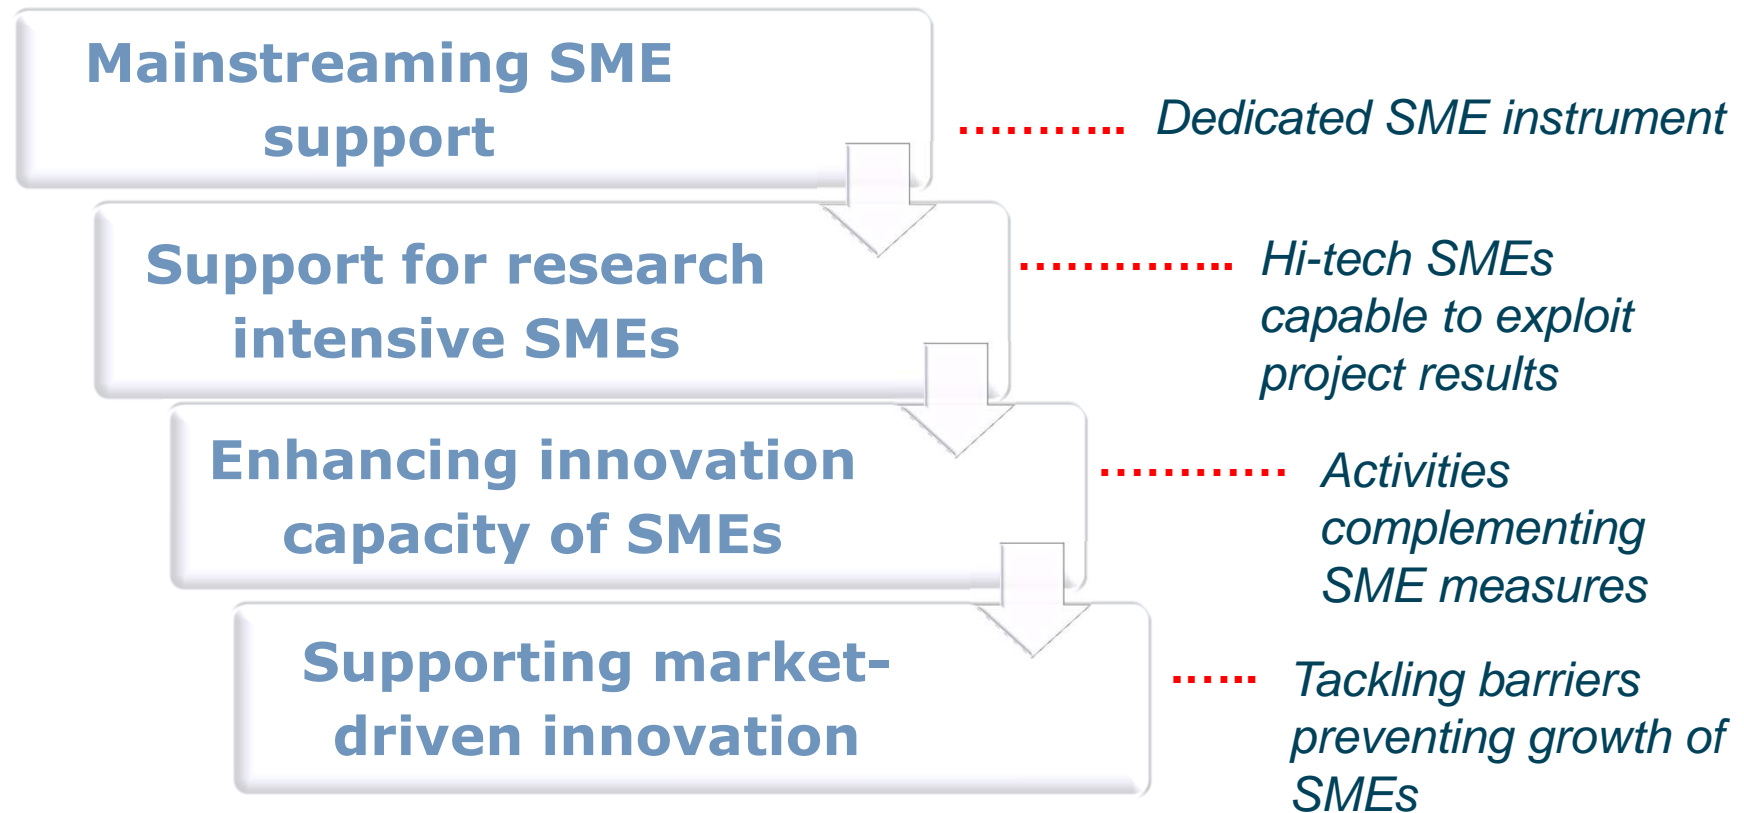 Mainstreaming SME
support
……….. Dedicated SME instrument
Support for research
intensive SMEs
………….. Hi-tech SMEs
capable to exploit
project results
Enhancing innovation
capacity of SMEs
………… Activities
complementing
SME measures
Supporting market-
driven innovation
…... Tackling barriers
preventing growth of
SMEs